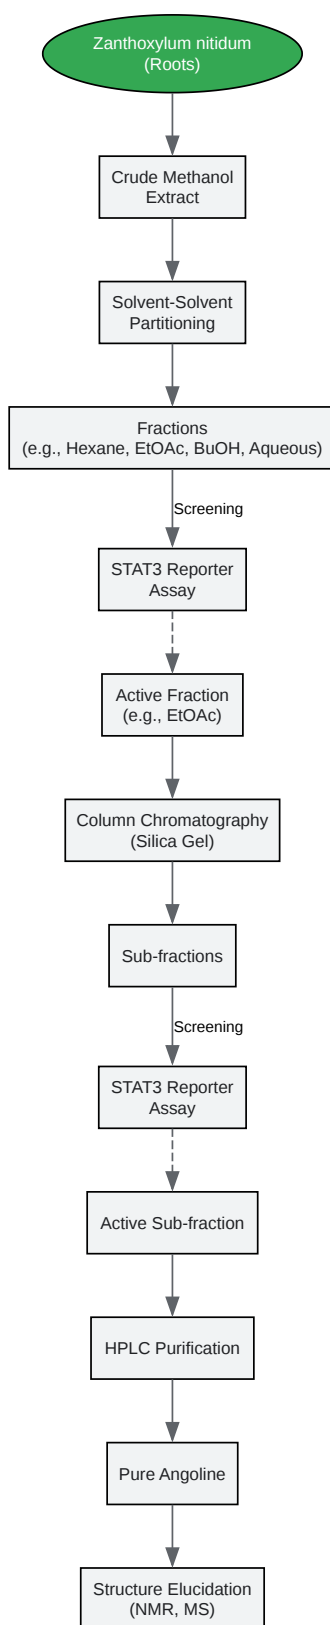 Zanthoxylum nitidum
(Roots)
Crude Methanol
Extract
Solvent-Solvent
Partitioning
Fractions
(e.g., Hexane, EtOAc, BuOH, Aqueous)
Screening
STAT3 Reporter
Assay
Active Fraction
(e.g., EtOAc)
Column Chromatography
(Silica Gel)
Sub-fractions
Screening
STAT3 Reporter
Assay
Active Sub-fraction
HPLC Purification
Pure Angoline
Structure Elucidation
(NMR, MS)